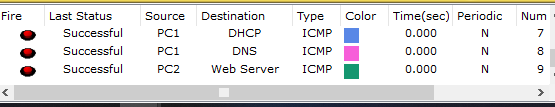 Fire Last Status Source Destination Type Color Time(sec) Periodic Num
Successful PC1 DHCP ICMP 0.000 N 7
Successful PC1 DNS ICMP 0.000 N 8
Successful PC2 Web Server ICMP 0.000 N 9